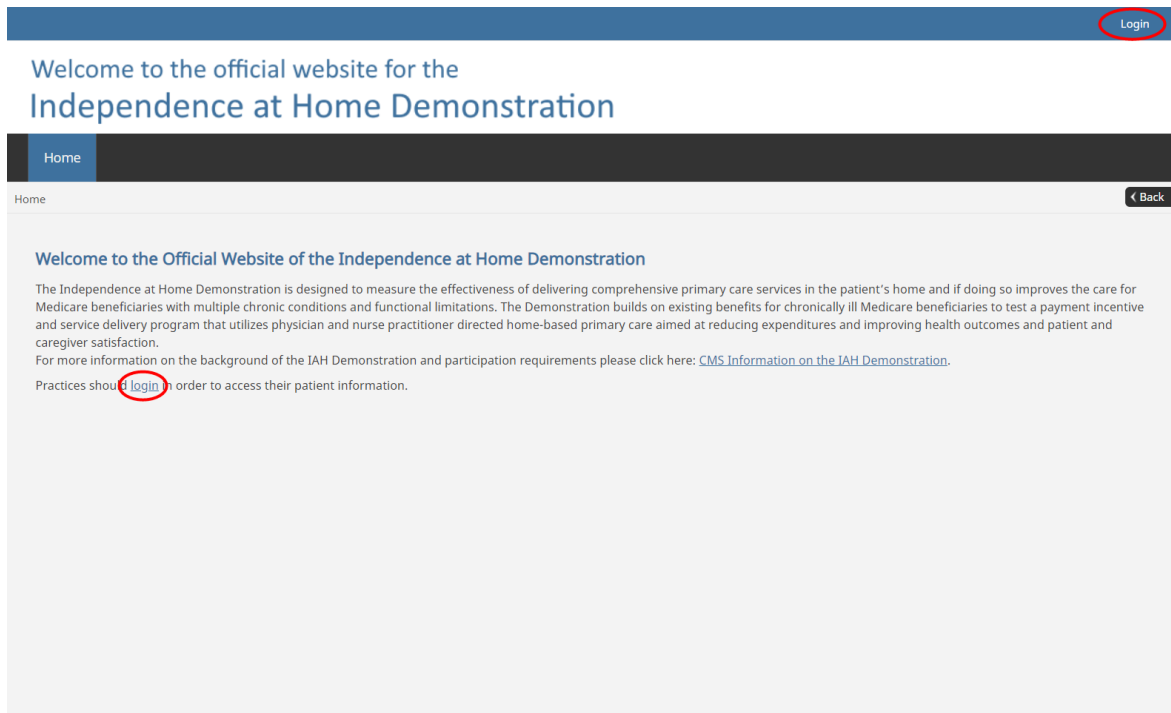 Login
Welcome to the official website for the
Independence at Home Demonstration
Home
Home
Back
Welcome to the Official Website of the Independence at Home Demonstration
The Independence at Home Demonstration is designed to measure the effectiveness of delivering comprehensive primary care services in the patient's home and if doing so improves the care for
Medicare beneficiaries with multiple chronic conditions and functional limitations. The Demonstration builds on existing benefits for chronically ill Medicare beneficiaries to test a payment incentive
and service delivery program that utilizes physician and nurse practitioner directed home-based primary care aimed at reducing expenditures and improving health outcomes and patient and
caregiver satisfaction.
For more information on the background of the IAH Demonstration and participation requirements please click here: CMS Information on the IAH Demonstration.
Practices should login in order to access their patient information.